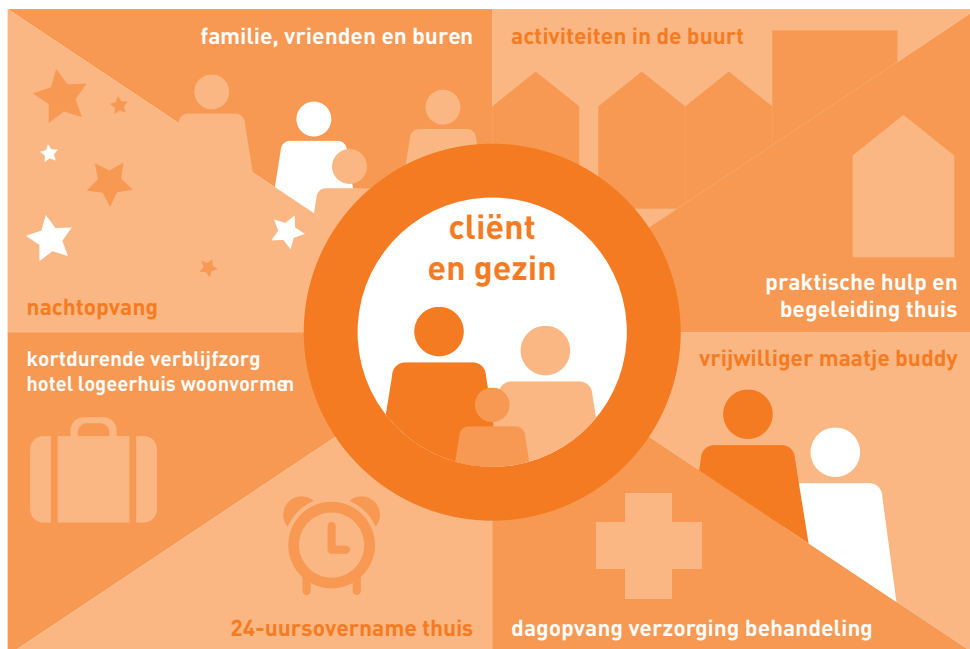 familie, vrienden en buren
activiteiten in de buurt
cliënt
en gezin
praktische hulp en
begeleiding thuis
nachtopvang
kortdurende verblijfzorg
hotel logeerhuis woonvormen
vrijwilliger maatje buddy
24-uursovername thuis
dagopvang verzorging behandeling